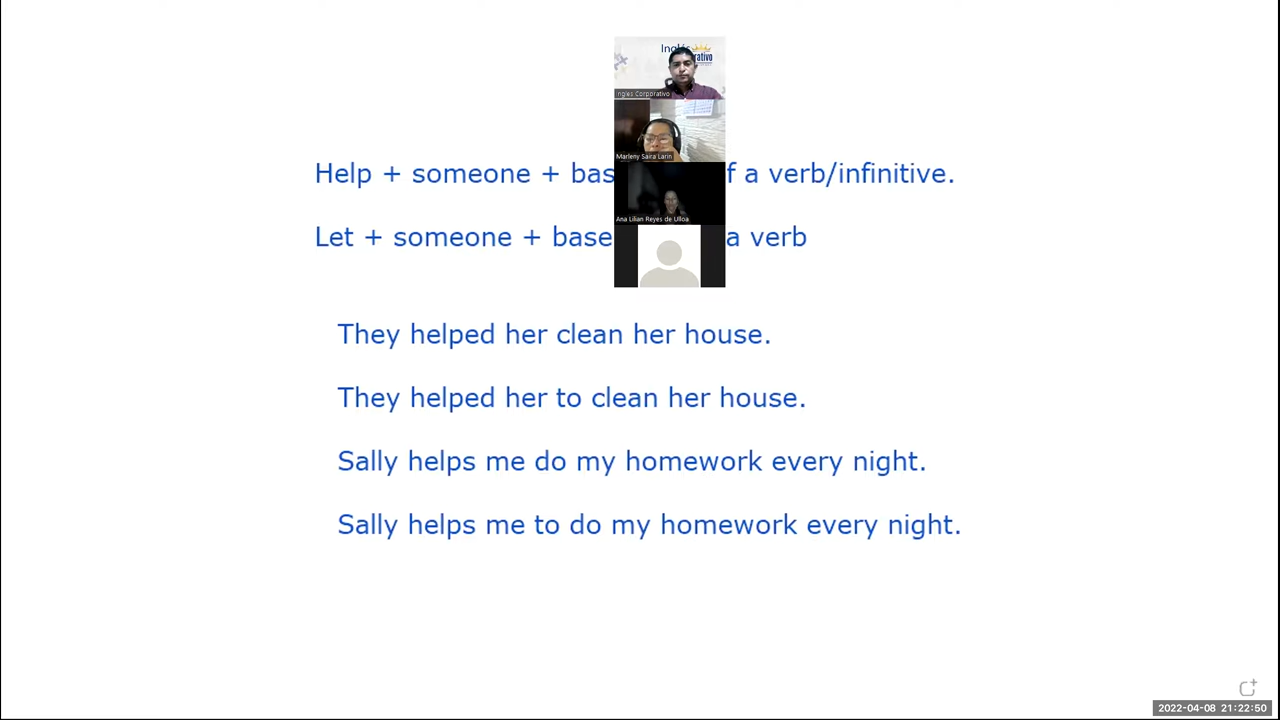 Inglés
rativo
Ingles Corporativo
Marleny Saira Larin
Help + someone + bas f a verb/infinitive.
Ana Lilian Reyes de Ulloa
Let + someone + base a verb
They helped her clean her house.
They helped her to clean her house.
Sally helps me do my homework every night.
Sally helps me to do my homework every night.
2022-04-08 21:22:50